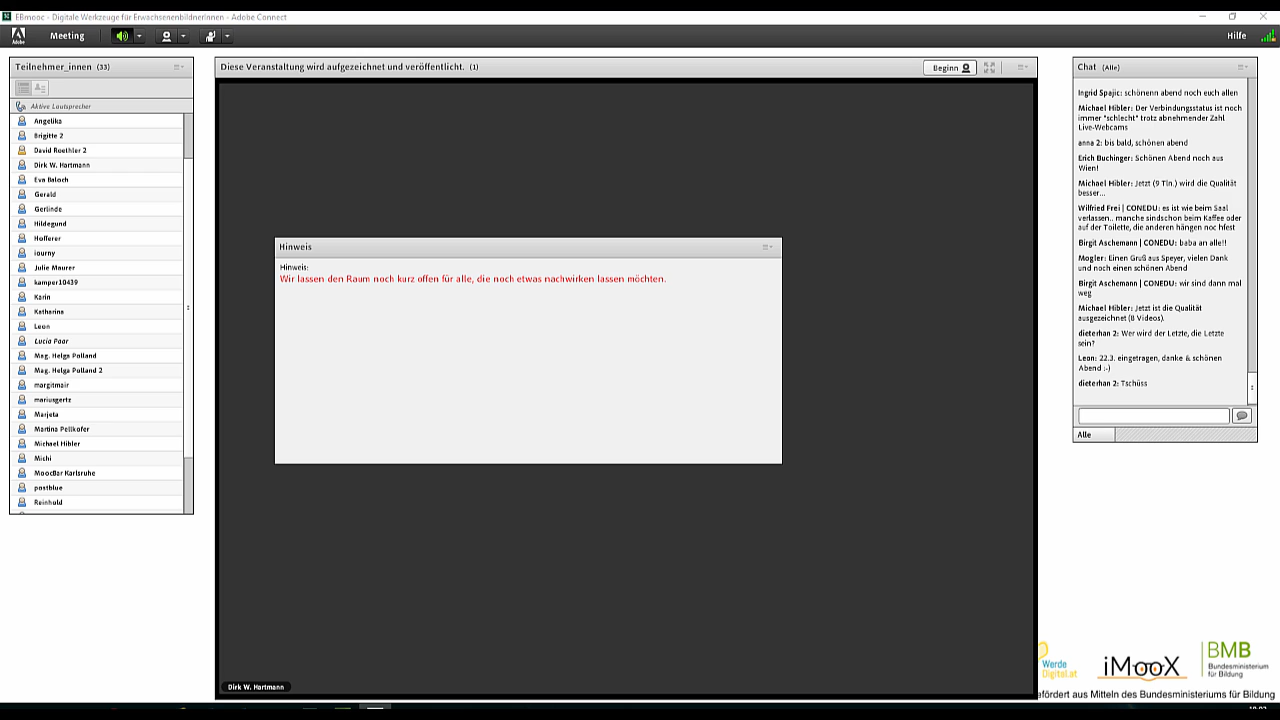 EBmooc - Digitale Werkzeuge für ErwachsenenbildnerInnen - Adobe Connect
Adobe
Meeting
Hilfe
Teilnehmer_innen (33)
Aktive Lautsprecher
Angelika
Brigitte 2
David Roethler 2
Dirk W. Hartmann
Eva Baloch
Gerald
Gerlinde
Hildegund
Hofferer
iourny
Julie Maurer
kamper10439
Karin
Katharina
Leon
Lucia Paar
Mag. Helga Polland
Mag. Helga Polland 2
margitmair
mariusgertz
Marjeta
Martina Pellkofer
Michael Hibler
Michi
MoocBar Karlsruhe
postblue
Reinhold
Diese Veranstaltung wird aufgezeichnet und veröffentlicht. (1)
Beginn
Hinweis
Hinweis:
Wir lassen den Raum noch kurz offen für alle, die noch etwas nachwirken lassen möchten.
Dirk W. Hartmann
Chat (Alle)
Ingrid Spajic: schönenn abend noch euch allen
Michael Hibler: Der Verbindungsstatus ist noch
immer "schlecht" trotz abnehmender Zahl
Live-Webcams
anna 2: bis bald, schönen abend
Erich Buchinger: Schönen Abend noch aus
Wien!
Michael Hibler: Jetzt (9 Tln.) wird die Qualität
besser...
Wilfried Frei | CONEDU: es ist wie beim Saal
verlassen.. manche sindschon beim Kaffee oder
auf der Toilette, die anderen hängen noc hfest
Birgit Aschemann | CONEDU: baba an alle!!
Mogler: Einen Gruß aus Speyer, vielen Dank
und noch einen schönen Abend
Birgit Aschemann | CONEDU: wir sind dann mal
weg
Michael Hibler: Jetzt ist die Qualität
ausgezeichnet (8 Videos).
dieterhan 2: Wer wird der Letzte, die Letzte
sein?
Leon: 22.3. eingetragen, danke & schönen
Abend :-)
dieterhan 2: Tschüss
Alle
Werde
Digital.at
iMooX
BMB
Bundesministerium
für Bildung
efördert aus Mitteln des Bundesministeriums für Bildung